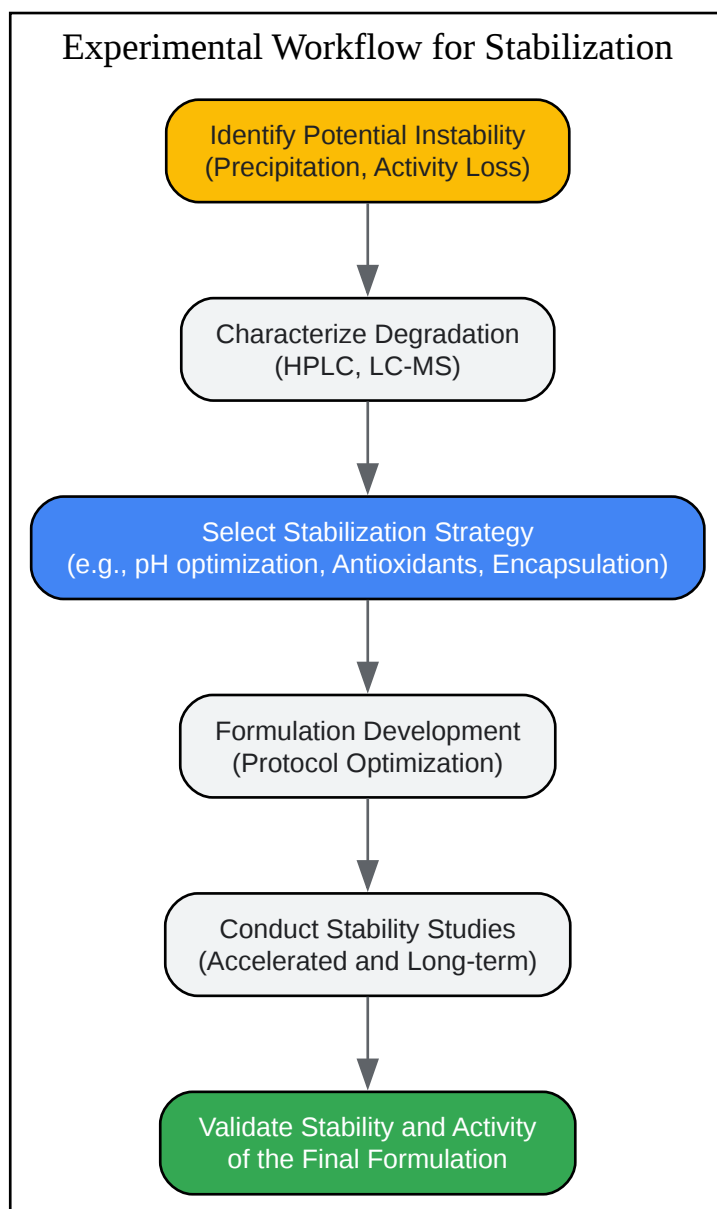 Experimental Workflow for Stabilization
Identify Potential Instability
(Precipitation, Activity Loss)
Characterize Degradation
(HPLC, LC-MS)
Select Stabilization Strategy
(e.g., pH optimization, Antioxidants, Encapsulation)
Formulation Development
(Protocol Optimization)
Conduct Stability Studies
(Accelerated and Long-term)
Validate Stability and Activity
of the Final Formulation